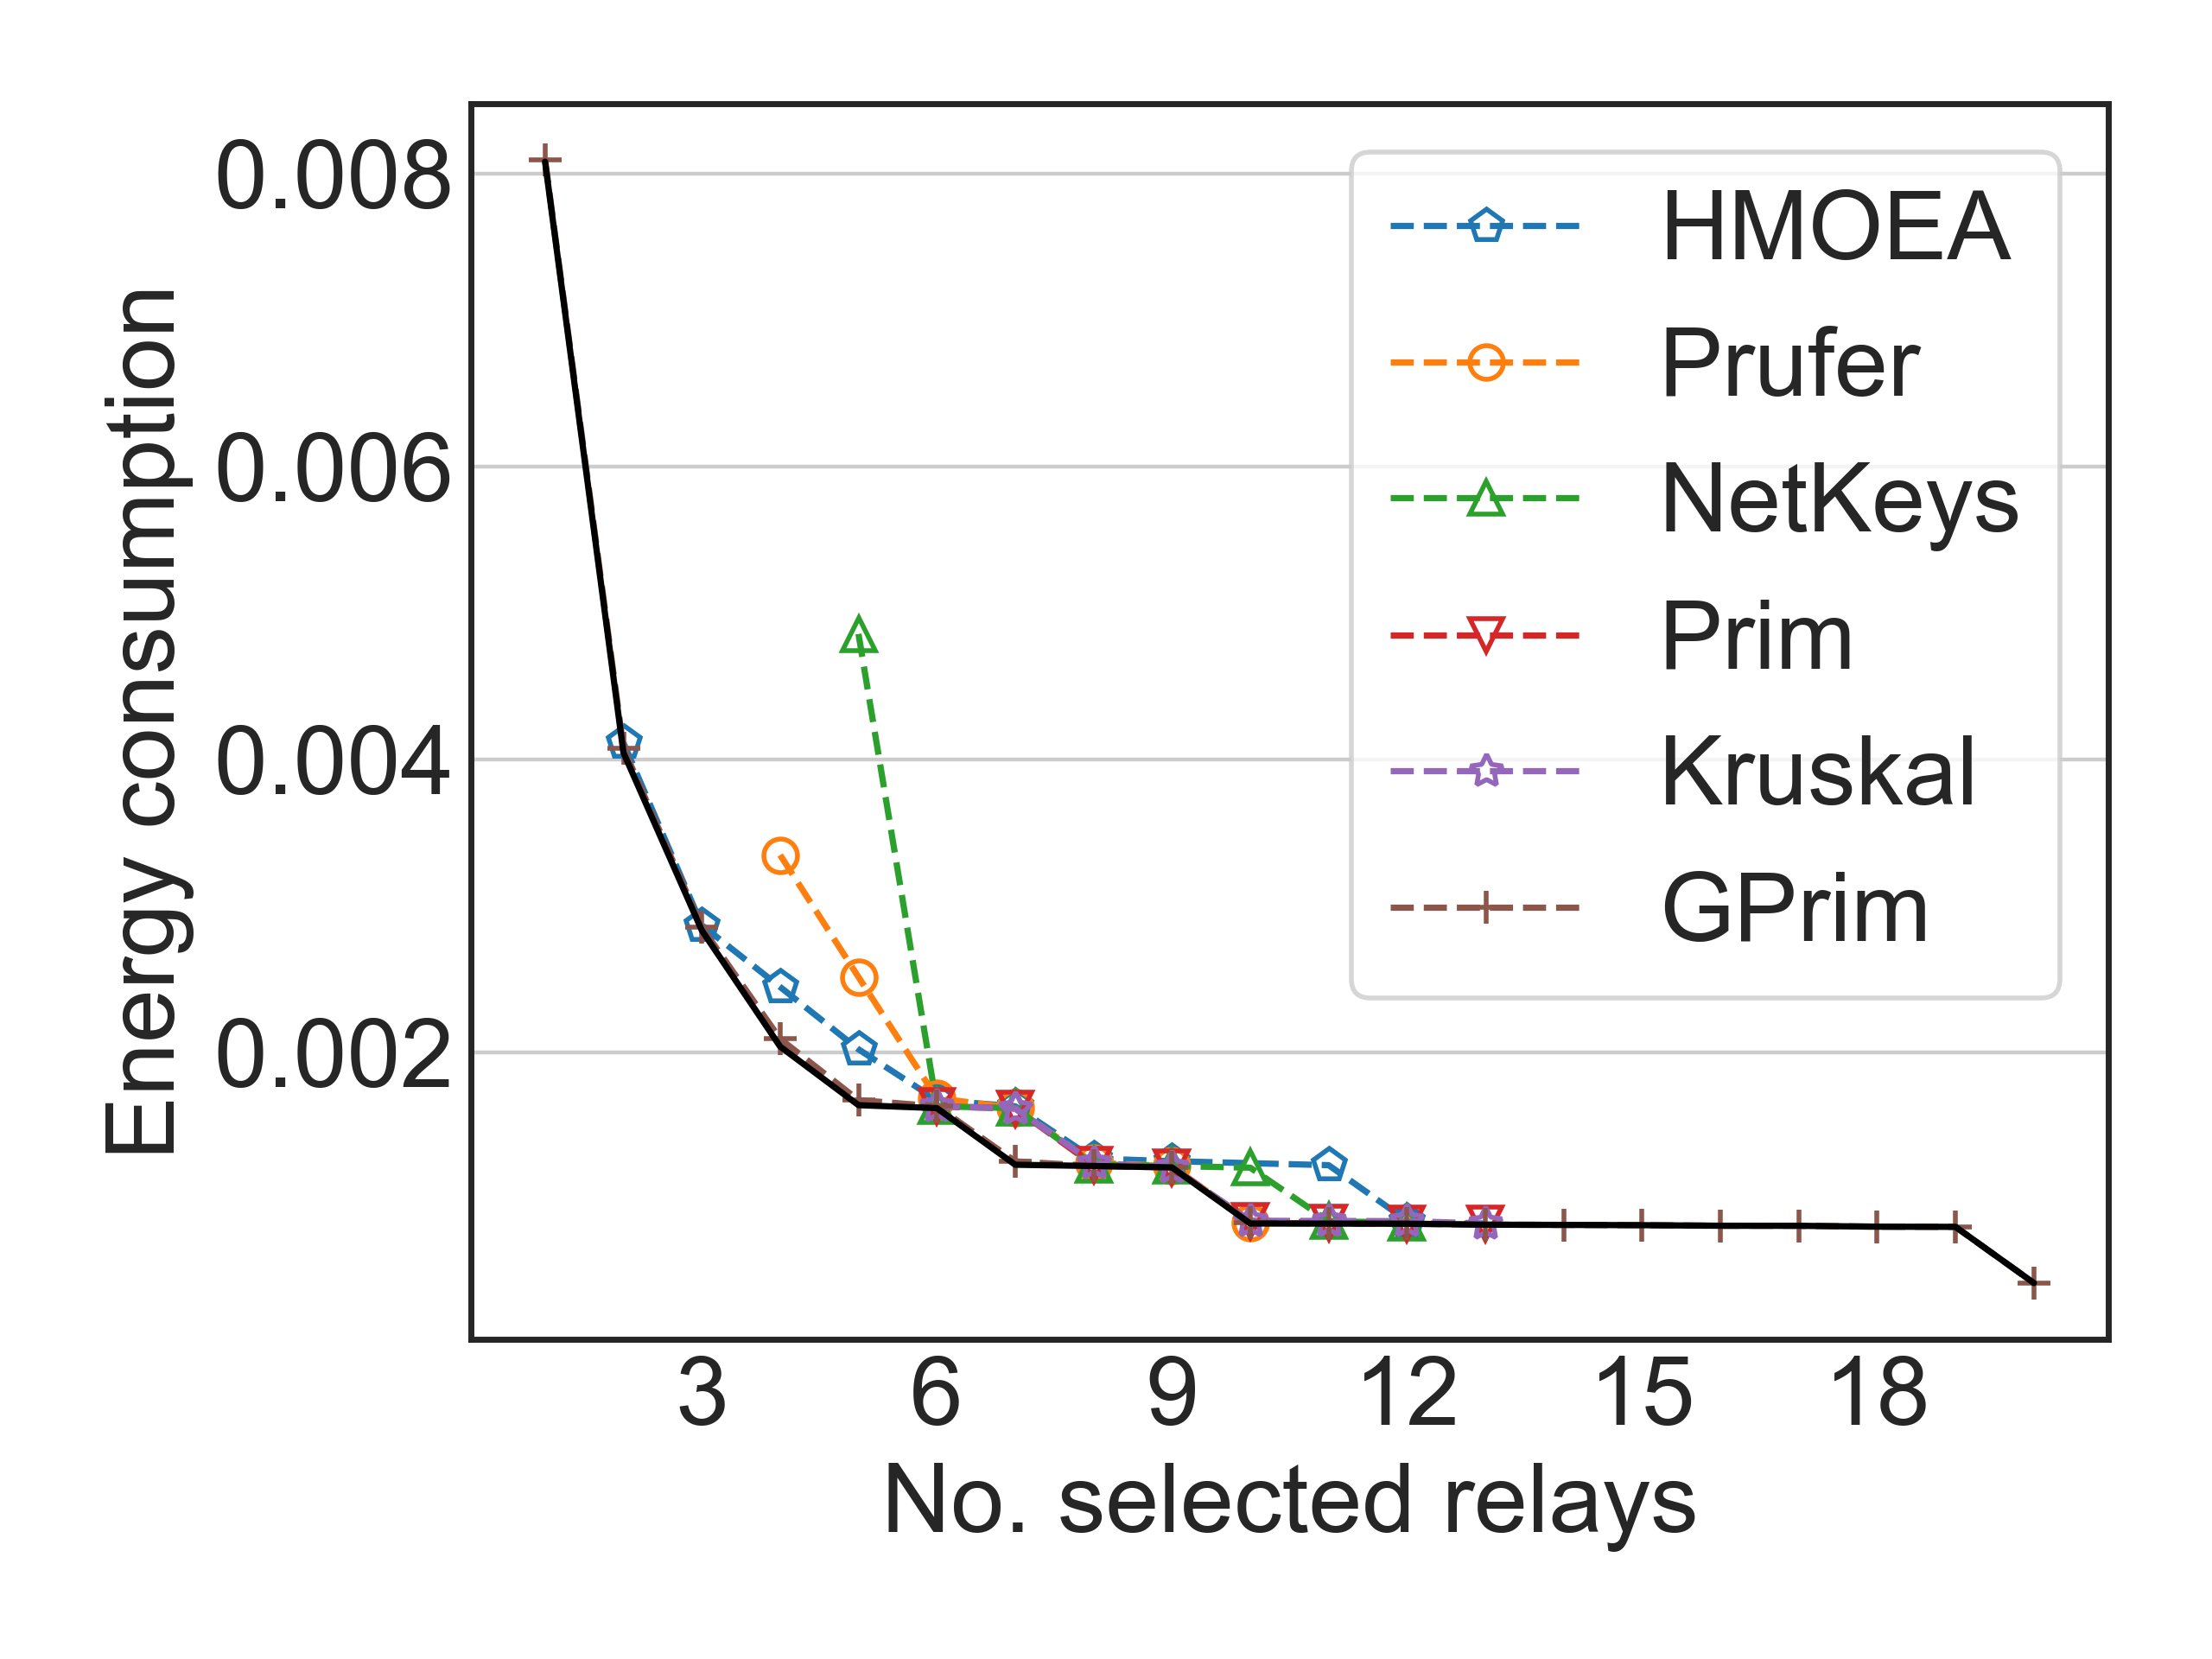 Energy consumption
0.008
0.006
0.004
0.002
3 6 9 12 15 18
No. selected relays
HMOEA
Prufer
NetKeys
Prim
Kruskal
GPrim